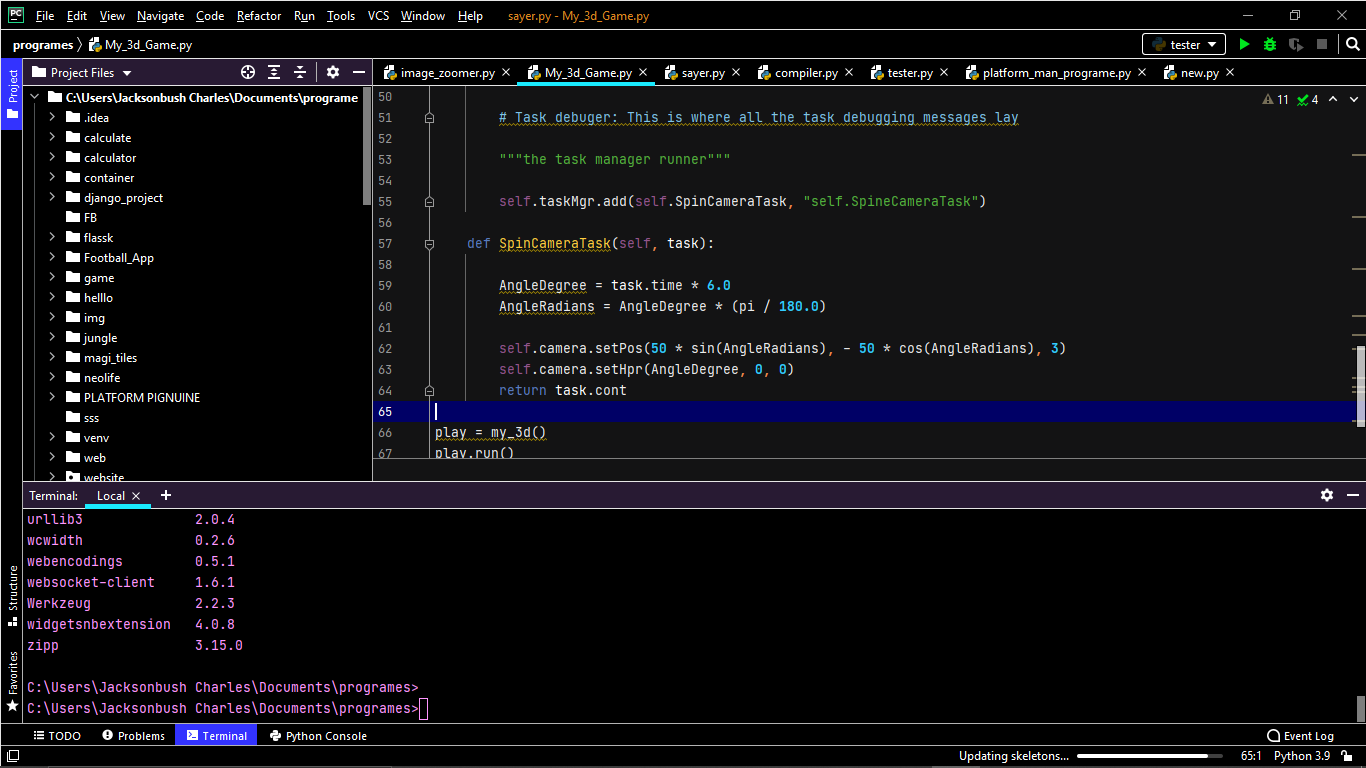 PC File Edit View Navigate Code Refactor Run Tools VCS Window Help sayer.py - My_3d_Game.py
programes My_3d_Game.py tester
Project
Project Files
C:\Users\Jacksonbush Charles\Documents\programe
.idea
calculate
calculator
container
django_project
FB
flassk
Football_App
game
helllo
img
jungle
magi_tiles
neolife
PLATFORM PIGNUINE
sss
venv
web
website
image_zoomer.py My_3d_Game.py sayer.py compiler.py tester.py platform_man_programe.py new.py
11 4
50
51 # Task debuger: This is where all the task debugging messages lay
52
53 """the task manager runner"""
54
55 self.taskMgr.add(self.SpinCameraTask, "self.SpineCameraTask")
56
57 def SpinCameraTask(self, task):
58
59 AngleDegree = task.time * 6.0
60 AngleRadians = AngleDegree * (pi / 180.0)
61
62 self.camera.setPos(50 * sin(AngleRadians), - 50 * cos(AngleRadians), 3)
63 self.camera.setHpr(AngleDegree, 0, 0)
64 return task.cont
65
66 play = my_3d()
67 play.run()
Terminal: Local
urllib3 2.0.4
wcwidth 0.2.6
webencodings 0.5.1
websocket-client 1.6.1
Werkzeug 2.2.3
widgetsnbextension 4.0.8
zipp 3.15.0
C:\Users\Jacksonbush Charles\Documents\programes>
C:\Users\Jacksonbush Charles\Documents\programes>
Structure
Favorites
TODO Problems Terminal Python Console Event Log
Updating skeletons... 65:1 Python 3.9